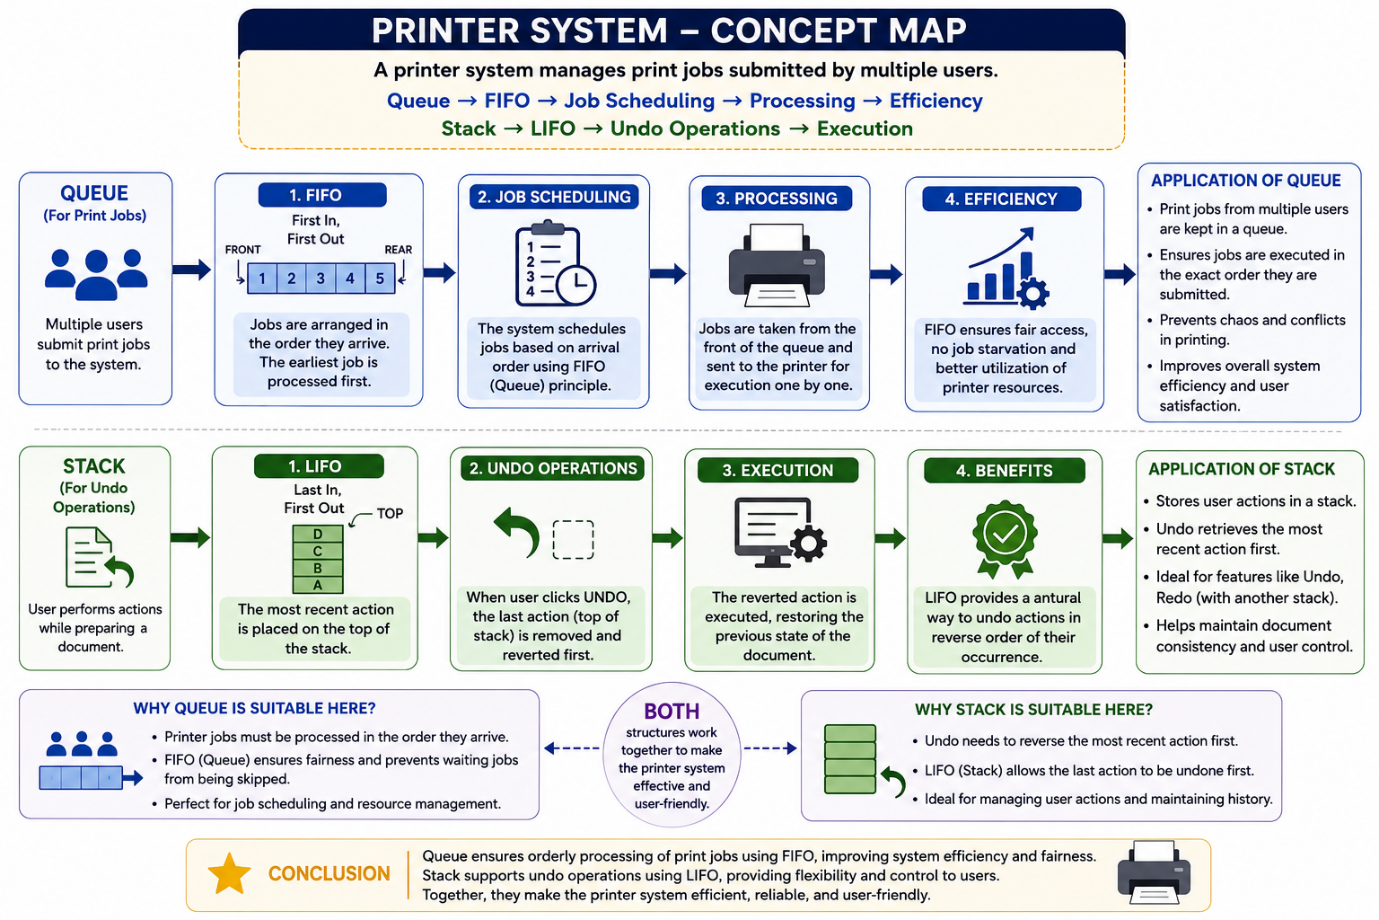 PRINTER SYSTEM – CONCEPT MAP
A printer system manages print jobs submitted by multiple users.
Queue → FIFO → Job Scheduling → Processing → Efficiency
Stack → LIFO → Undo Operations → Execution
QUEUE
(For Print Jobs)
Multiple users
submit print jobs
to the system.
1. FIFO
First In,
First Out
FRONT
REAR
1 2 3 4 5
Jobs are arranged in
the order they arrive.
The earliest job is
processed first.
2. JOB SCHEDULING
1
2
3
4
The system schedules
jobs based on arrival
order using FIFO
(Queue) principle.
3. PROCESSING
Jobs are taken from the
front of the queue and
sent to the printer for
execution one by one.
4. EFFICIENCY
FIFO ensures fair access,
no job starvation and
better utilization of
printer resources.
APPLICATION OF QUEUE
• Print jobs from multiple users
are kept in a queue.
• Ensures jobs are executed in
the exact order they are
submitted.
• Prevents chaos and conflicts
in printing.
• Improves overall system
efficiency and user
satisfaction.
STACK
(For Undo
Operations)
User performs actions
while preparing a
document.
1. LIFO
Last In,
First Out
TOP
D
C
B
A
The most recent action
is placed on the top of
the stack.
2. UNDO OPERATIONS
When user clicks UNDO,
the last action (top of
stack) is removed and
reverted first.
3. EXECUTION
The reverted action is
executed, restoring the
previous state of the
document.
4. BENEFITS
LIFO provides a antural
way to undo actions in
reverse order of their
occurrence.
APPLICATION OF STACK
• Stores user actions in a stack.
• Undo retrieves the most
recent action first.
• Ideal for features like Undo,
Redo (with another stack).
• Helps maintain document
consistency and user control.
WHY QUEUE IS SUITABLE HERE?
• Printer jobs must be processed in the order they arrive.
• FIFO (Queue) ensures fairness and prevents waiting jobs
from being skipped.
• Perfect for job scheduling and resource management.
BOTH
structures work
together to make
the printer system
effective and
user-friendly.
WHY STACK IS SUITABLE HERE?
• Undo needs to reverse the most recent action first.
• LIFO (Stack) allows the last action to be undone first.
• Ideal for managing user actions and maintaining history.
CONCLUSION
Queue ensures orderly processing of print jobs using FIFO, improving system efficiency and fairness.
Stack supports undo operations using LIFO, providing flexibility and control to users.
Together, they make the printer system efficient, reliable, and user-friendly.